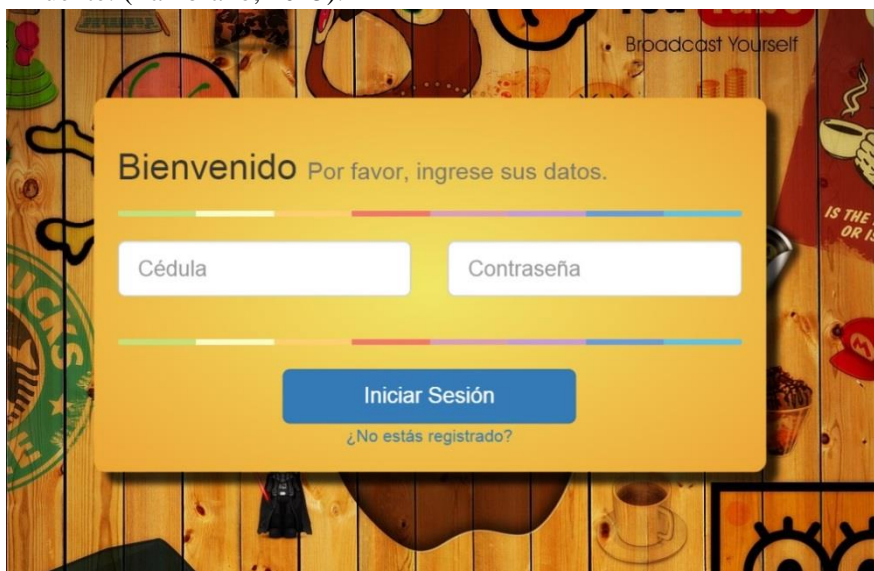 Broadcast Yourself
Bienvenido Por favor, ingrese sus datos.
IS THE
OR IS
Cédula
Contraseña
Iniciar Sesión
¿No estás registrado?